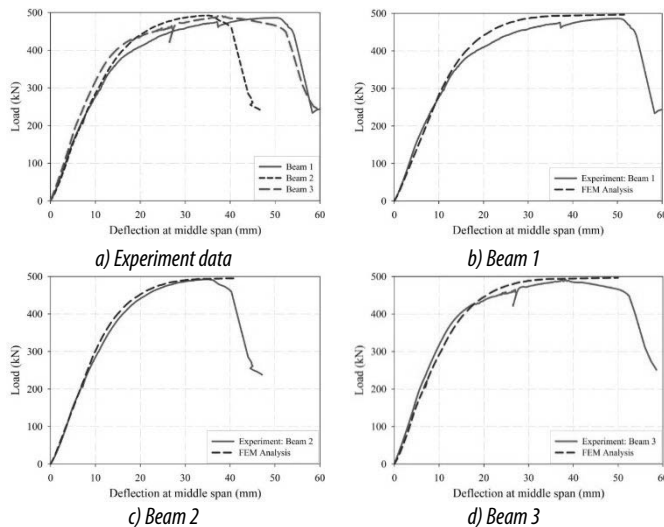 500
400
300
200
100
0
Load (kN)
Beam 1
Beam 2
Beam 3
0 10 20 30 40 50 60
Deflection at middle span (mm)
a) Experiment data
500
400
300
200
100
0
Load (kN)
Experiment: Beam 1
FEM Analysis
0 10 20 30 40 50 60
Deflection at middle span (mm)
b) Beam 1
500
400
300
200
100
0
Load (kN)
Experiment: Beam 2
FEM Analysis
0 10 20 30 40 50 60
Deflection at middle span (mm)
c) Beam 2
500
400
300
200
100
0
Load (kN)
Experiment: Beam 3
FEM Analysis
0 10 20 30 40 50 60
Deflection at middle span (mm)
d) Beam 3